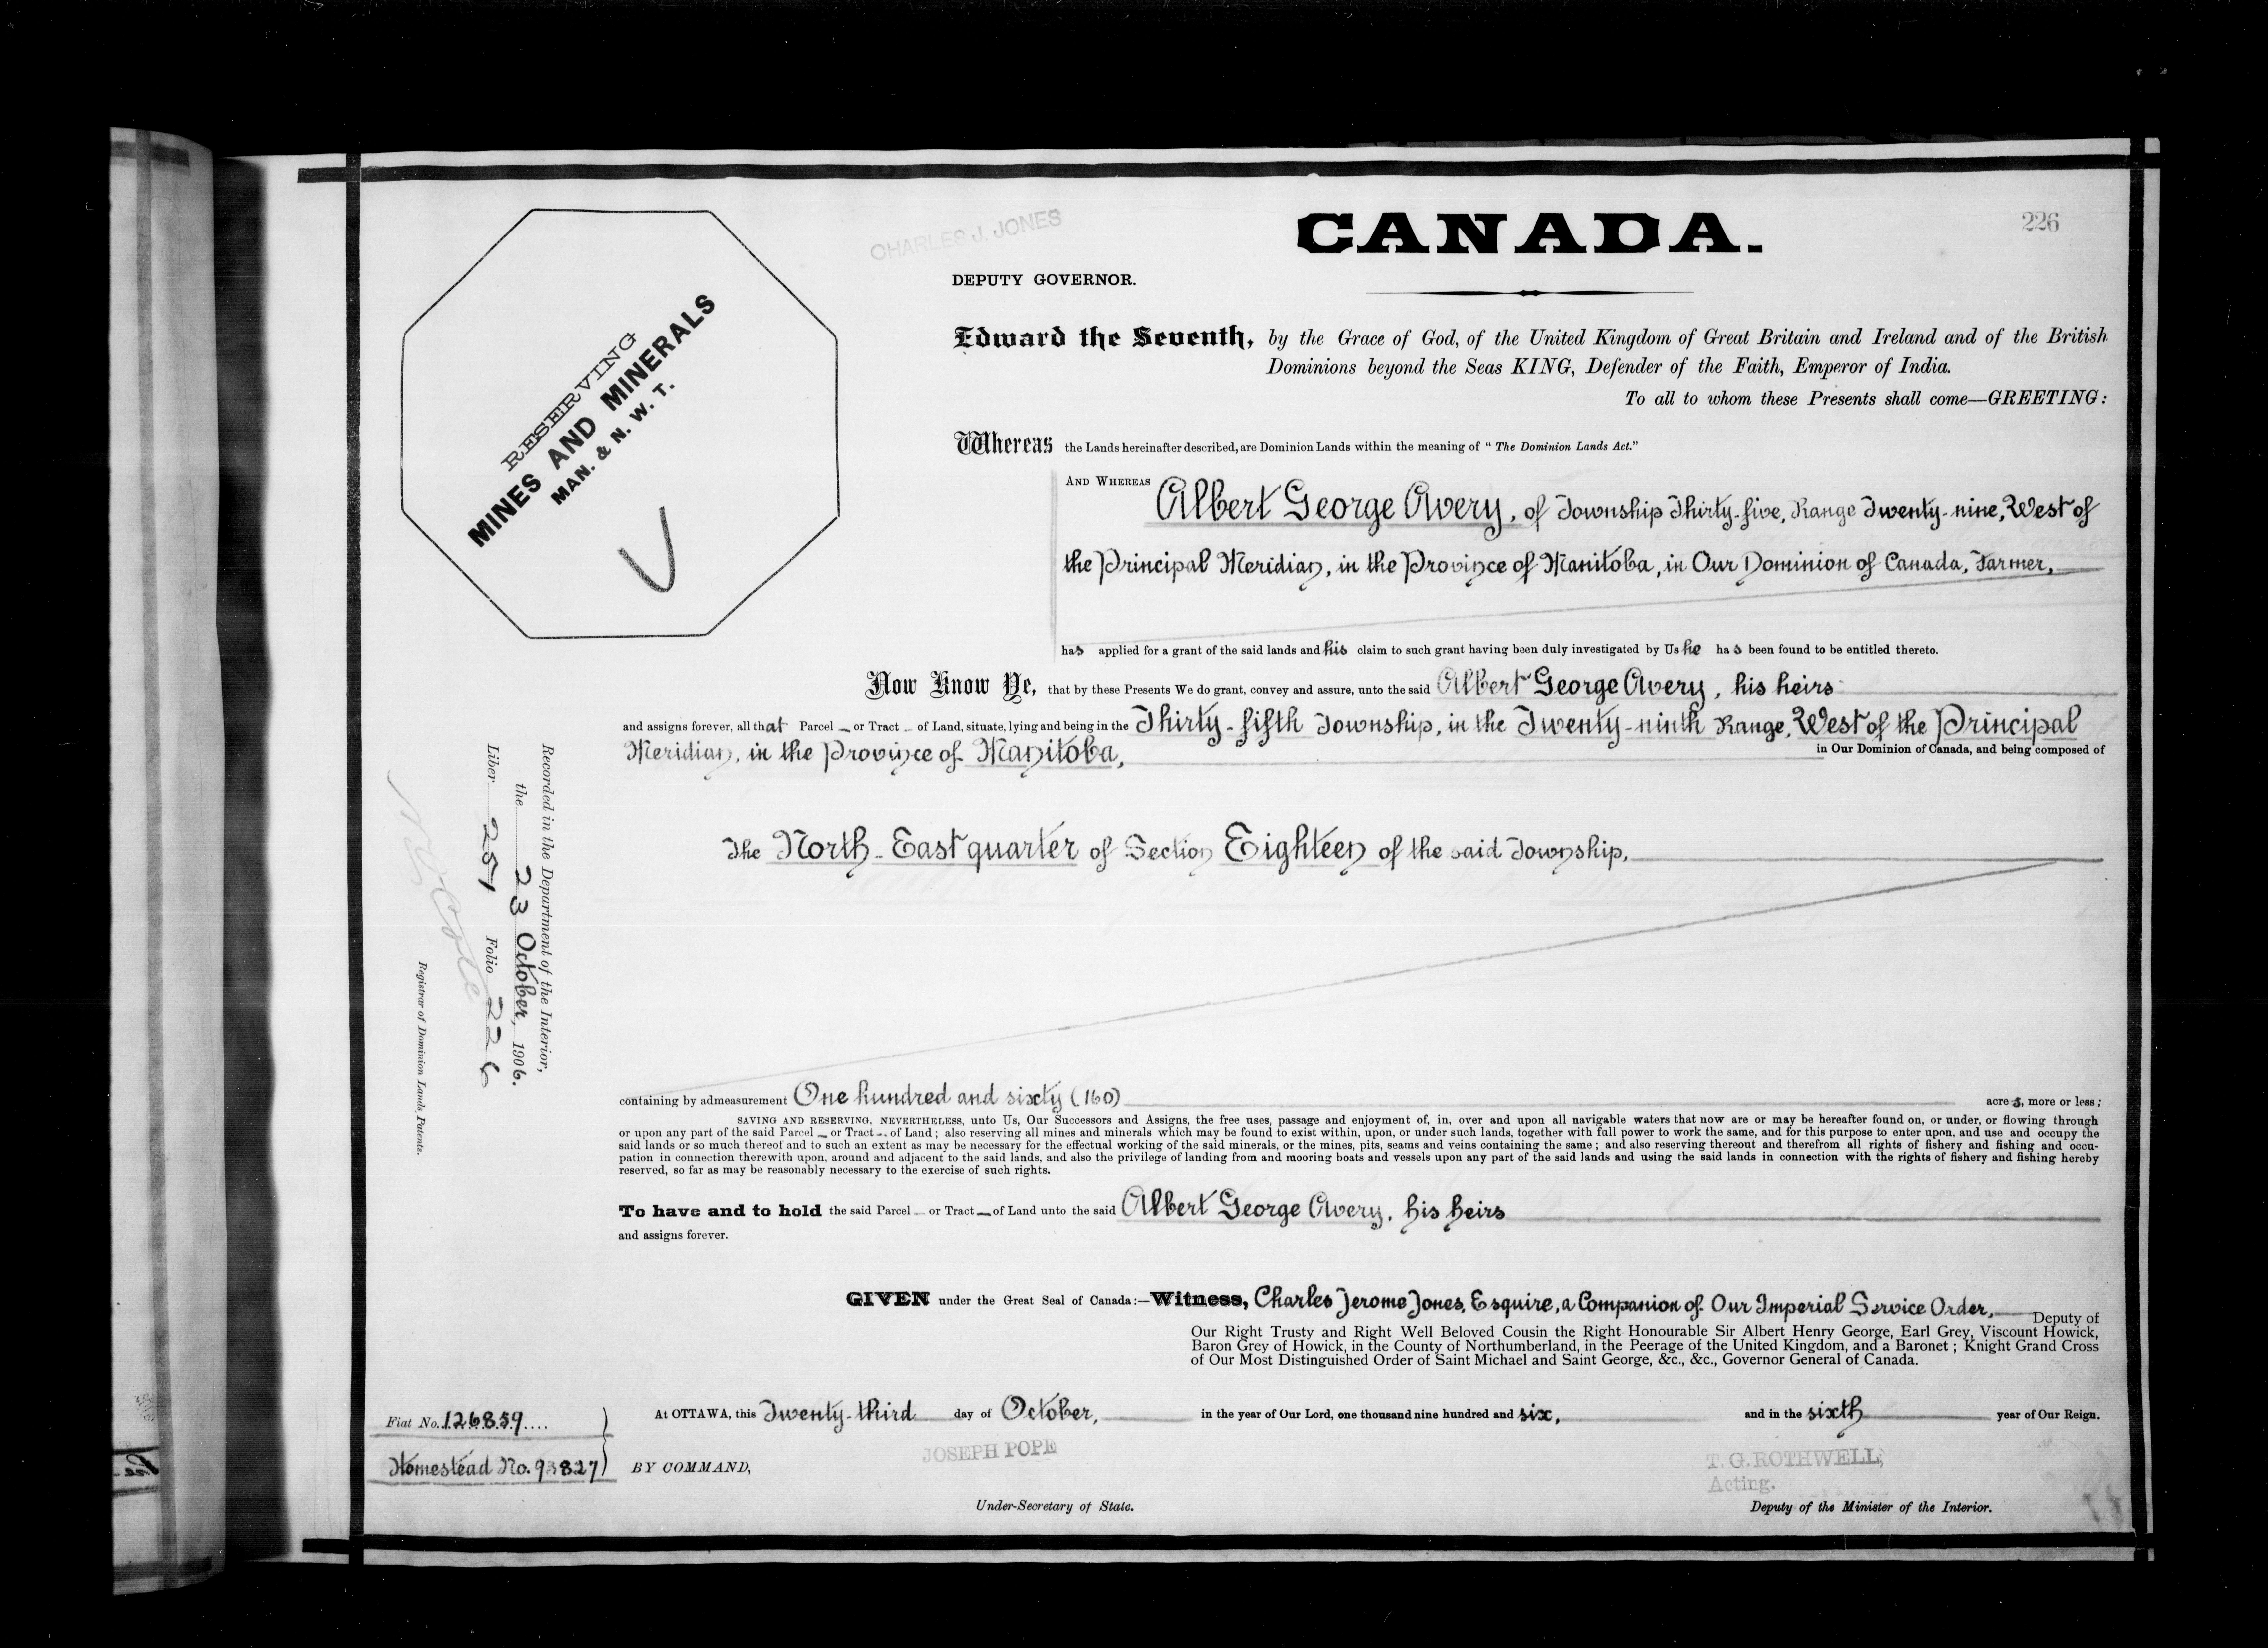 226
CHARLES J. JONES
CANADA.
DEPUTY GOVERNOR.
RESERVING
MINES AND MINERALS
MAN. & N. W. T.
Edward the Seventh, by the Grace of God, of the United Kingdom of Great Britain and Ireland and of the British
Dominions beyond the Seas KING, Defender of the Faith, Emperor of India.
To all to whom these Presents shall come—GREETING:
Whereas the Lands hereinafter described, are Dominion Lands within the meaning of "The Dominion Lands Act."
AND WHEREAS Albert George Avery, of Township Thirty-five, Range Twenty-nine, West of
the Principal Meridian, in the Province of Manitoba, in Our Dominion of Canada, Farmer,
has applied for a grant of the said lands and his claim to such grant having been duly investigated by Us he has been found to be entitled thereto.
Now Know Ye, that by these Presents We do grant, convey and assure, unto the said Albert George Avery, his heirs
and assigns forever, all that Parcel or Tract of Land, situate, lying and being in the Thirty-fifth Township, in the Twenty-ninth Range, West of the Principal
Meridian, in the Province of Manitoba, in Our Dominion of Canada, and being composed of
The North-East quarter of Section Eighteen of the said Township,
containing by admeasurement One hundred and sixty (160) acres, more or less;
SAVING AND RESERVING, NEVERTHELESS, unto Us, Our Successors and Assigns, the free uses, passage and enjoyment of, in, over and upon all navigable waters that now are or may be hereafter found on, or under, or flowing through
or upon any part of the said Parcel or Tract of Land; also reserving all mines and minerals which may be found to exist within, upon, or under such lands, together with full power to work the same, and for this purpose to enter upon, and use and occupy the
said lands or so much thereof and to such an extent as may be necessary for the effectual working of the said minerals, or the mines, pits, seams and veins containing the same; and also reserving thereout and therefrom all rights of fishery and fishing and occu-
pation in connection therewith upon, around and adjacent to the said lands, and also the privilege of landing from and mooring boats and vessels upon any part of the said lands and using the said lands in connection with the rights of fishery and fishing hereby
reserved, so far as may be reasonably necessary to the exercise of such rights.
To have and to hold the said Parcel or Tract of Land unto the said Albert George Avery, his heirs
and assigns forever.
GIVEN under the Great Seal of Canada:—Witness, Charles Jerome Jones, Esquire, a Companion of Our Imperial Service Order, Deputy of
Our Right Trusty and Right Well Beloved Cousin the Right Honourable Sir Albert Henry George, Earl Grey, Viscount Howick,
Baron Grey of Howick, in the County of Northumberland, in the Peerage of the United Kingdom, and a Baronet; Knight Grand Cross
of Our Most Distinguished Order of Saint Michael and Saint George, &c., &c., Governor General of Canada.
At OTTAWA, this Twenty-third day of October, in the year of Our Lord, one thousand nine hundred and six, and in the sixth year of Our Reign.
JOSEPH POPE
BY COMMAND,
Under-Secretary of State.
T. G. ROTHWELL,
Acting.
Deputy of the Minister of the Interior.
Fiat No. 126859
Homestead No. 93827
Recorded in the Department of the Interior,
the 23 October, 1906.
Liber 251 Folio 226
Registrar of Dominion Lands Patents.